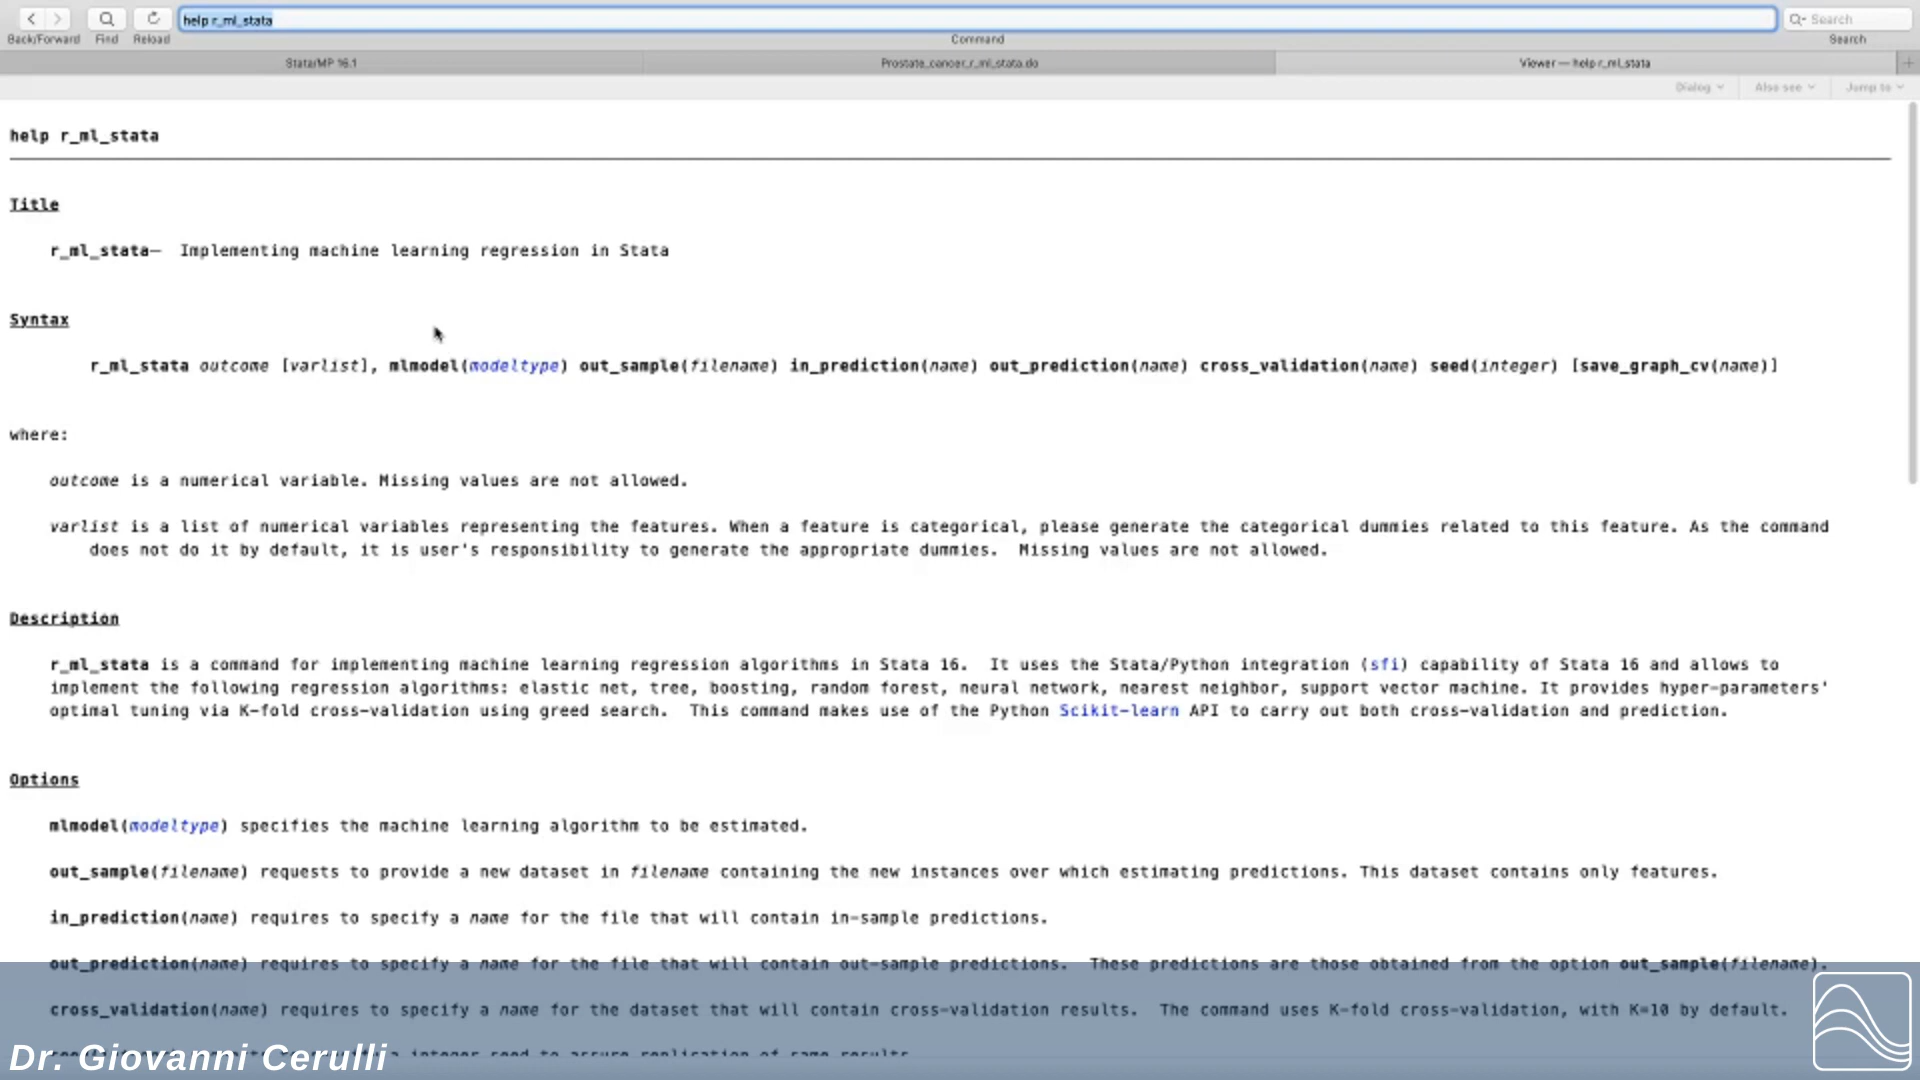 help r_ml_stata
Search
Back/Forward Find Reload Command Search
Stata/MP 16.1 Prostate_cancer_r_ml_stata.do Viewer — help r_ml_stata
Dialog Also see Jump to
help r_ml_stata
Title
r_ml_stata— Implementing machine learning regression in Stata
Syntax
r_ml_stata outcome [varlist], mlmodel(modeltype) out_sample(filename) in_prediction(name) out_prediction(name) cross_validation(name) seed(integer) [save_graph_cv(name)]
where:
outcome is a numerical variable. Missing values are not allowed.
varlist is a list of numerical variables representing the features. When a feature is categorical, please generate the categorical dummies related to this feature. As the command
does not do it by default, it is user's responsibility to generate the appropriate dummies. Missing values are not allowed.
Description
r_ml_stata is a command for implementing machine learning regression algorithms in Stata 16. It uses the Stata/Python integration (sfi) capability of Stata 16 and allows to
implement the following regression algorithms: elastic net, tree, boosting, random forest, neural network, nearest neighbor, support vector machine. It provides hyper-parameters'
optimal tuning via K-fold cross-validation using greed search. This command makes use of the Python Scikit-learn API to carry out both cross-validation and prediction.
Options
mlmodel(modeltype) specifies the machine learning algorithm to be estimated.
out_sample(filename) requests to provide a new dataset in filename containing the new instances over which estimating predictions. This dataset contains only features.
in_prediction(name) requires to specify a name for the file that will contain in-sample predictions.
out_prediction(name) requires to specify a name for the file that will contain out-sample predictions. These predictions are those obtained from the option out_sample(filename).
cross_validation(name) requires to specify a name for the dataset that will contain cross-validation results. The command uses K-fold cross-validation, with K=10 by default.
integer seed to assure replication of same results
Dr. Giovanni Cerulli